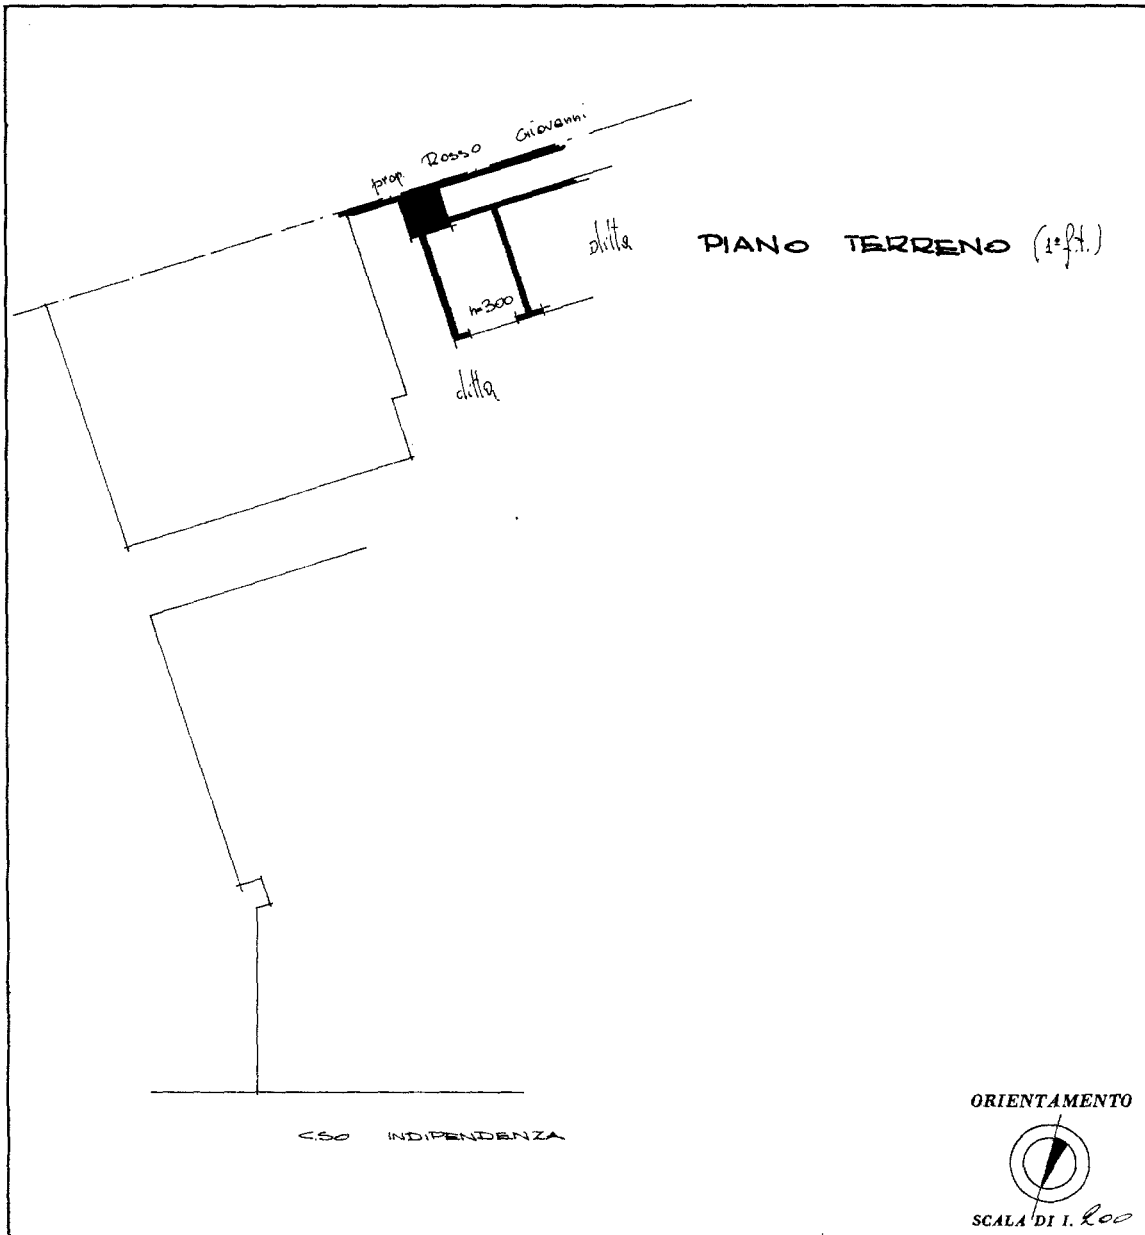 prop. Rosso Giovanni
ditta
PIANO TERRENO (1° f.t.)
h=300
ditta
C.SO INDIPENDENZA
ORIENTAMENTO
SCALA DI 1. 200